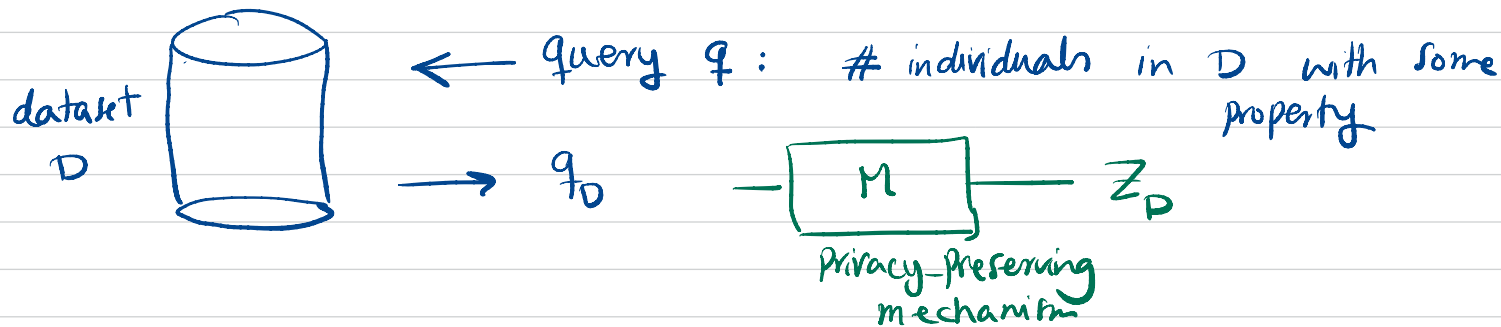 query q : # individuals in D with some
property
dataset
D
q_D
M
Z_D
privacy-preserving
mechanism